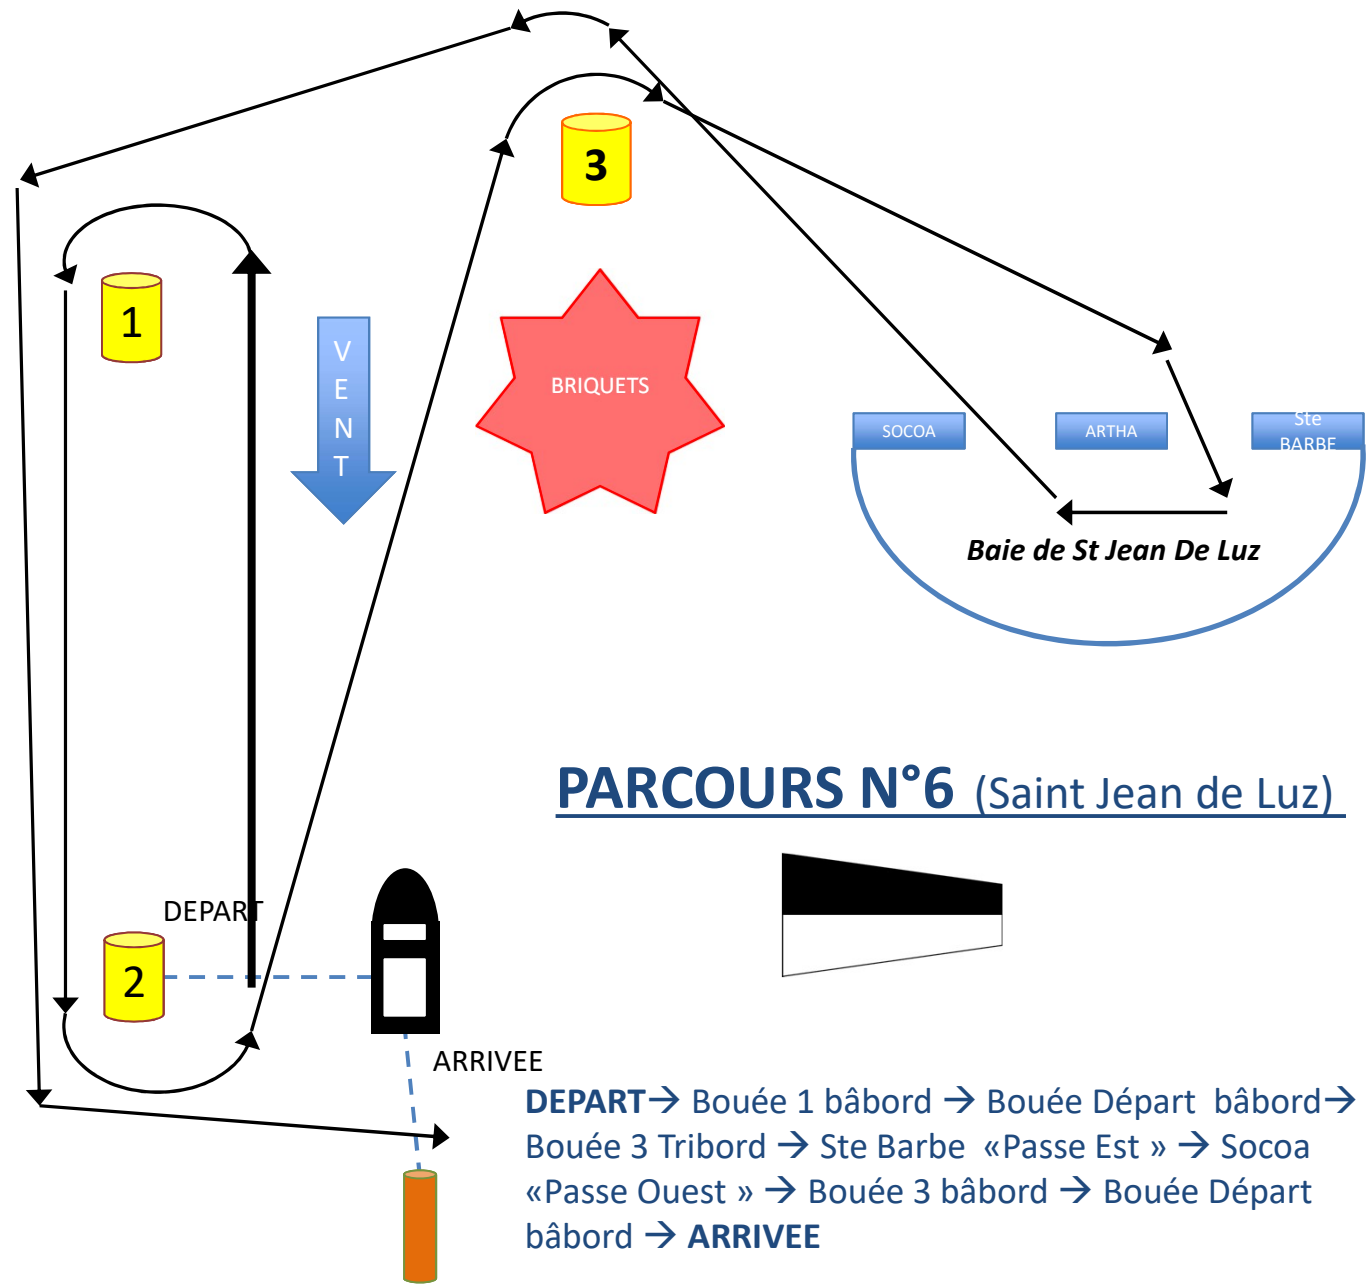 3
1
V
E
N
T
BRIQUETS
SOCOA
ARTHA
Ste
BARBE
Baie de St Jean De Luz
PARCOURS N°6 (Saint Jean de Luz)
DEPART
2
ARRIVEE
DEPART→ Bouée 1 bâbord → Bouée Départ bâbord→
Bouée 3 Tribord → Ste Barbe «Passe Est » → Socoa
«Passe Ouest » → Bouée 3 bâbord → Bouée Départ
bâbord → ARRIVEE